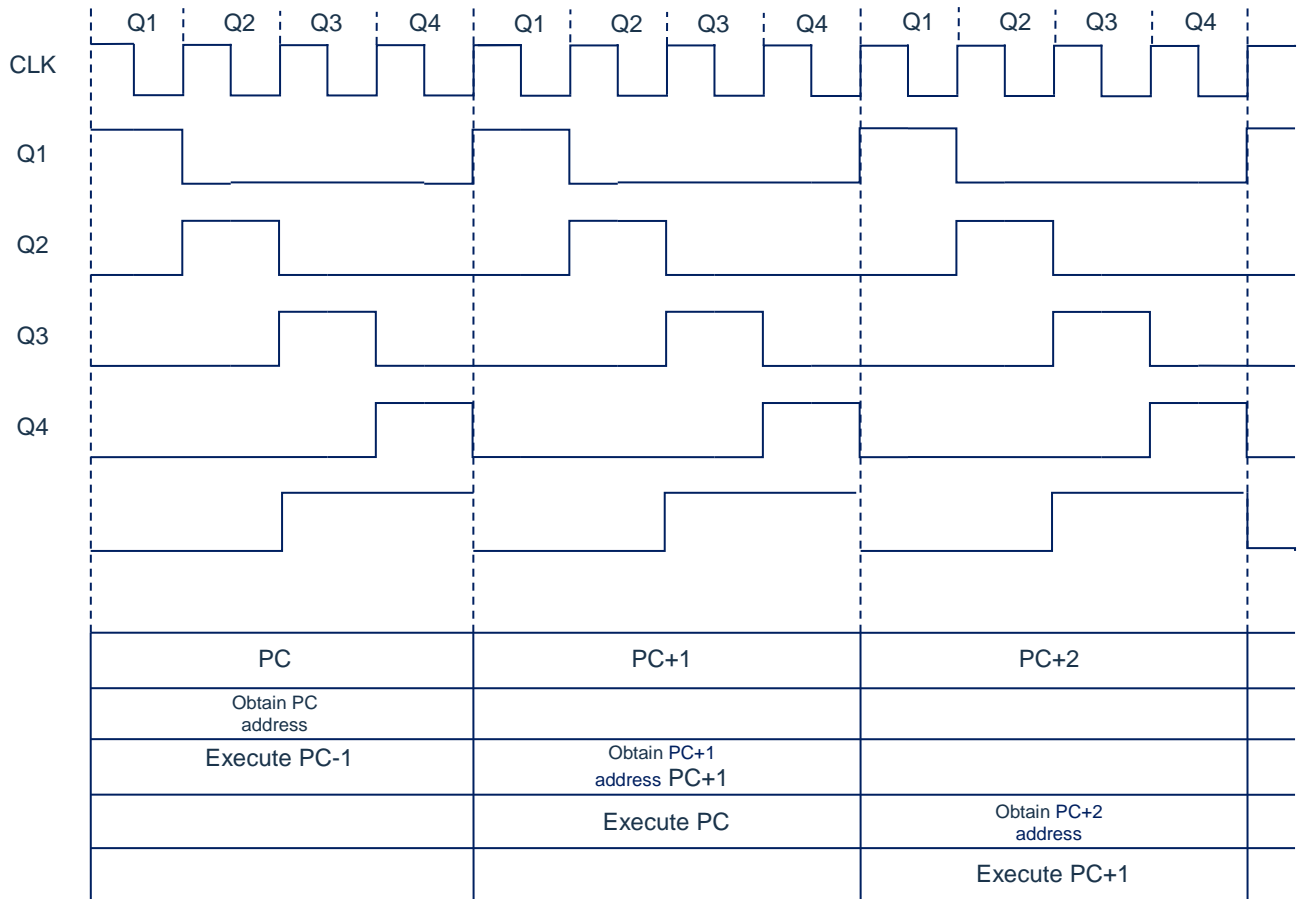 Q1 Q2 Q3 Q4 Q1 Q2 Q3 Q4 Q1 Q2 Q3 Q4
CLK
Q1
Q2
Q3
Q4
PC PC+1 PC+2
Obtain PC
address
Execute PC-1
Obtain PC+1
address PC+1
Execute PC
Obtain PC+2
address
Execute PC+1